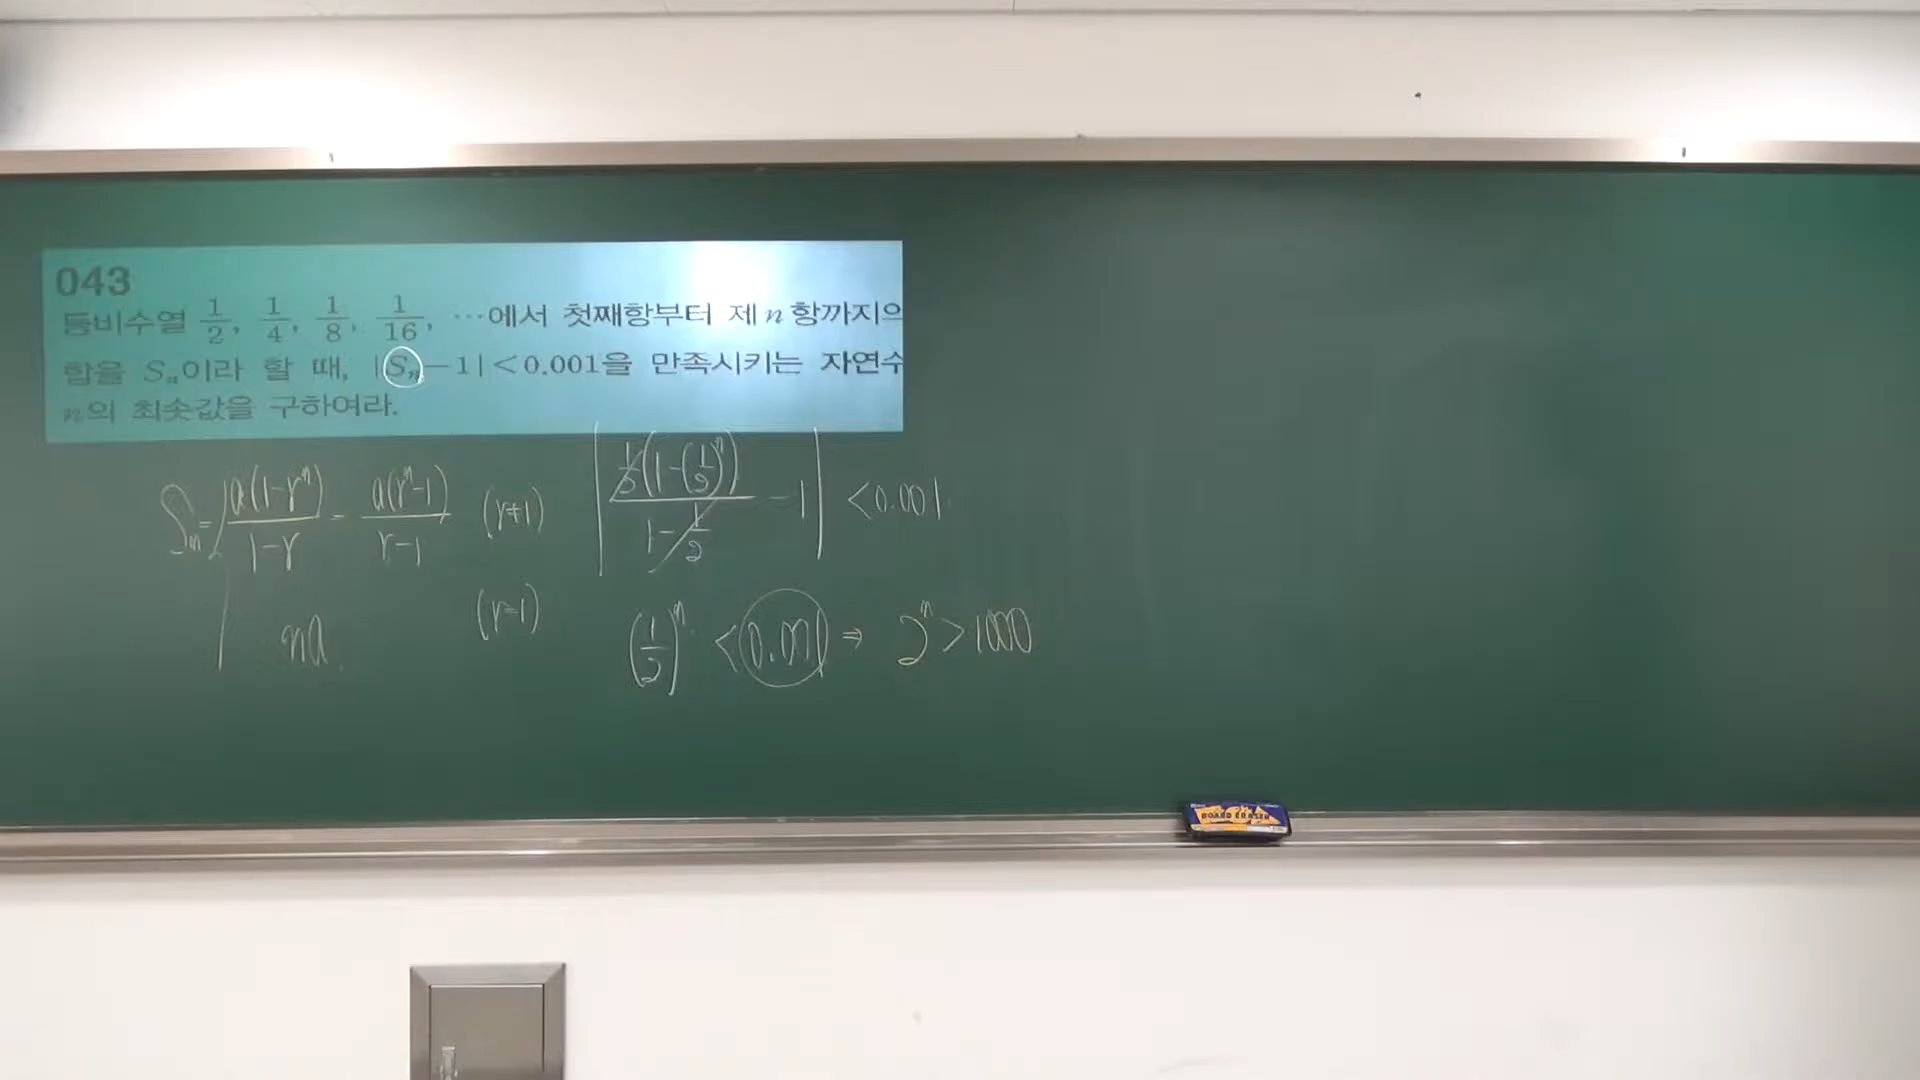 043
등비수열 1/2, 1/4, 1/8, 1/16, …에서 첫째항부터 제n항까지의
합을 Sn이라 할 때, |Sn−1|<0.001을 만족시키는 자연수
n의 최솟값을 구하여라.
Sn = { a(1-r^n)/(1-r) = a(r^n-1)/(r-1) (r≠1)
na. (r=1)
| 1/2(1-(1/2)^n)/(1-1/2) - 1 | <0.001.
(1/2)^n < 0.001 ⇒ 2^n > 1000
BOARD ERASER